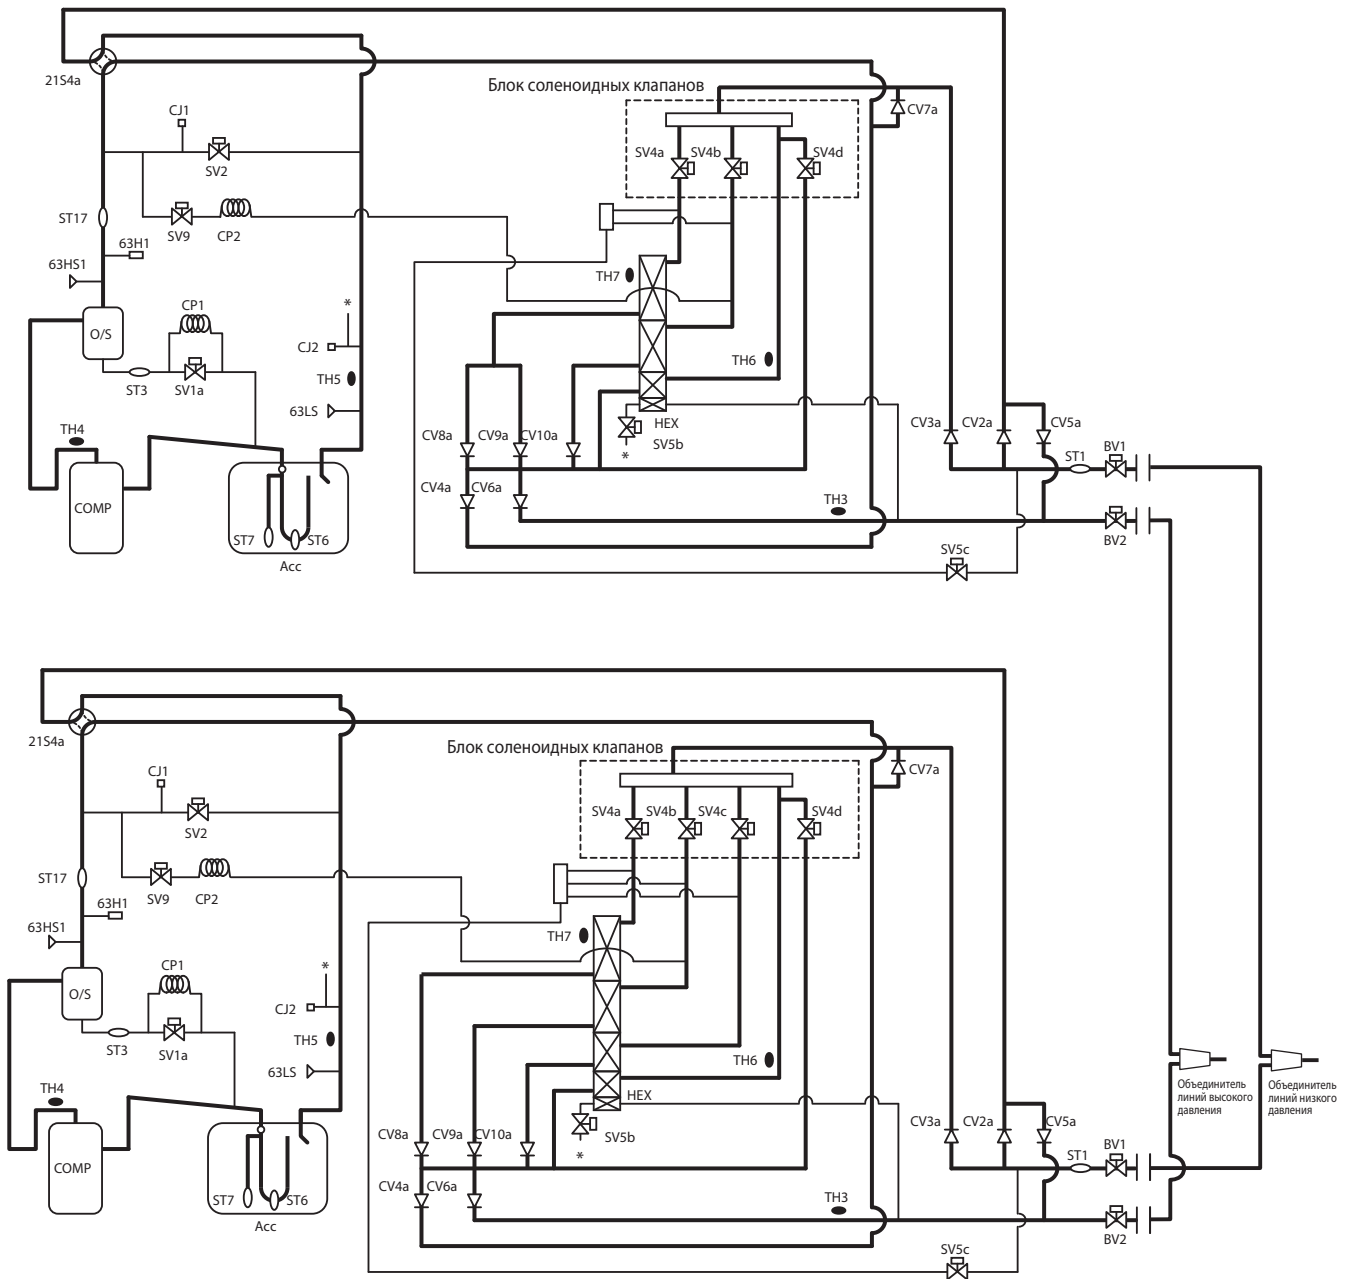 21S4a
Блок соленоидных клапанов
CJ1
CV7a
SV4a
SV4b
SV4d
SV2
ST17
SV9
CP2
63H1
63HS1
TH7
CP1
*
O/S
CJ2
TH6
ST3
SV1a
TH5
63LS
HEX
TH4
CV8a
CV9a
CV10a
SV5b
*
CV3a
CV2a
CV5a
BV1
ST1
COMP
CV4a
CV6a
TH3
ST7
ST6
BV2
Acc
SV5c
21S4a
Блок соленоидных клапанов
CJ1
CV7a
SV4a
SV4b
SV4c
SV4d
SV2
ST17
SV9
CP2
63H1
63HS1
TH7
CP1
*
O/S
CJ2
ST3
SV1a
TH5
TH6
63LS
Объединитель
линий высокого
давления
Объединитель
линий низкого
давления
TH4
HEX
CV8a
CV9a
CV10a
SV5b
*
CV3a
CV2a
CV5a
BV1
ST1
COMP
CV4a
CV6a
TH3
ST7
ST6
BV2
Acc
SV5c